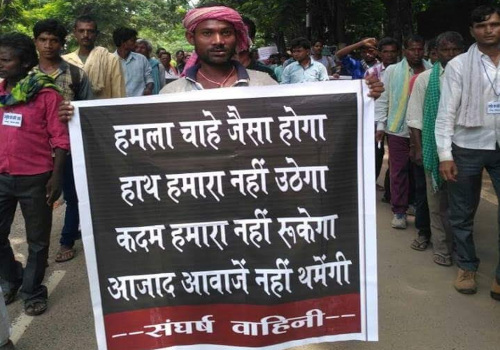 हमला चाहे जैसा होगा
हाथ हमारा नहीं उठेगा
कदम हमारा नहीं रूकेगा
आजाद आवाजें नहीं थमेंगी
--संघर्ष वाहिनी--